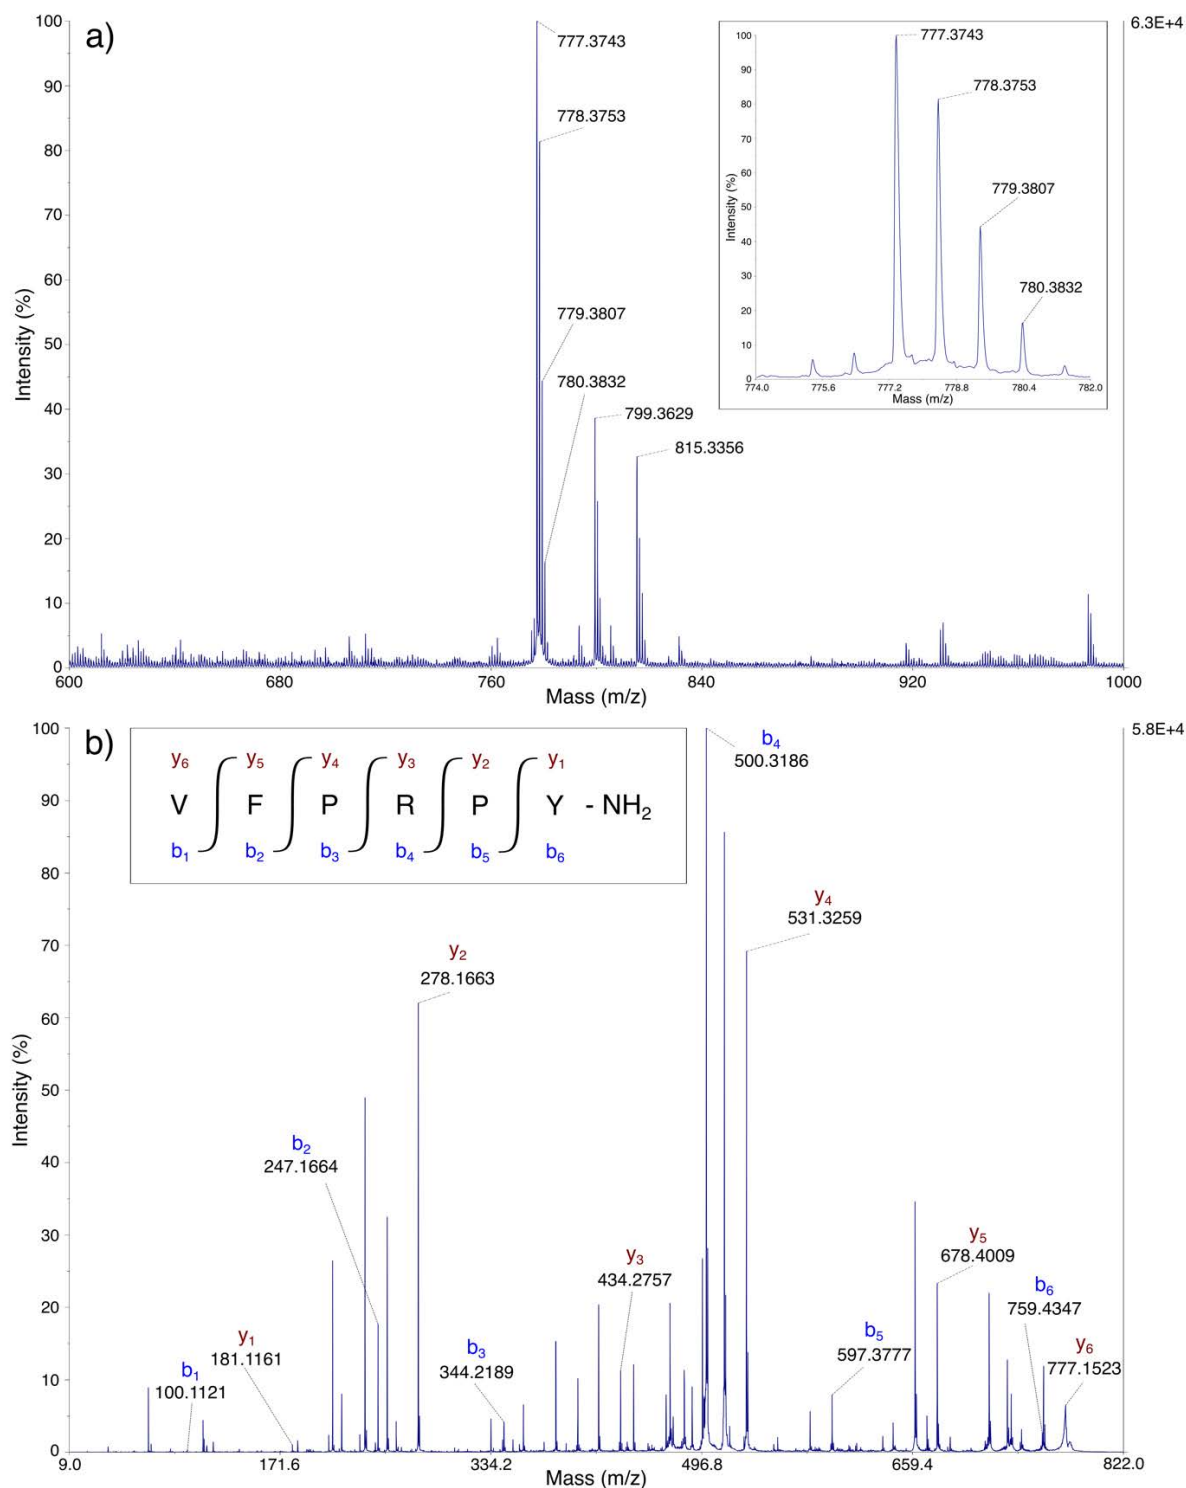 a)
6.3E+4
Intensity (%)
100
90
80
70
60
50
40
30
20
10
0
777.3743
778.3753
779.3807
780.3832
799.3629
815.3356
600
680
760
840
920
1000
Mass (m/z)
Intensity (%)
100
90
80
70
60
50
40
30
20
10
0
777.3743
778.3753
779.3807
780.3832
774.0
775.6
777.2
778.8
780.4
782.0
Mass (m/z)
b)
5.8E+4
y6 y5 y4 y3 y2 y1
V F P R P Y - NH2
b1 b2 b3 b4 b5 b6
Intensity (%)
100
90
80
70
60
50
40
30
20
10
0
b4
500.3186
y4
531.3259
y2
278.1663
b2
247.1664
y3
434.2757
y5
678.4009
b6
759.4347
y1
181.1161
b1
100.1121
b3
344.2189
b5
597.3777
y6
777.1523
9.0
171.6
334.2
496.8
659.4
822.0
Mass (m/z)